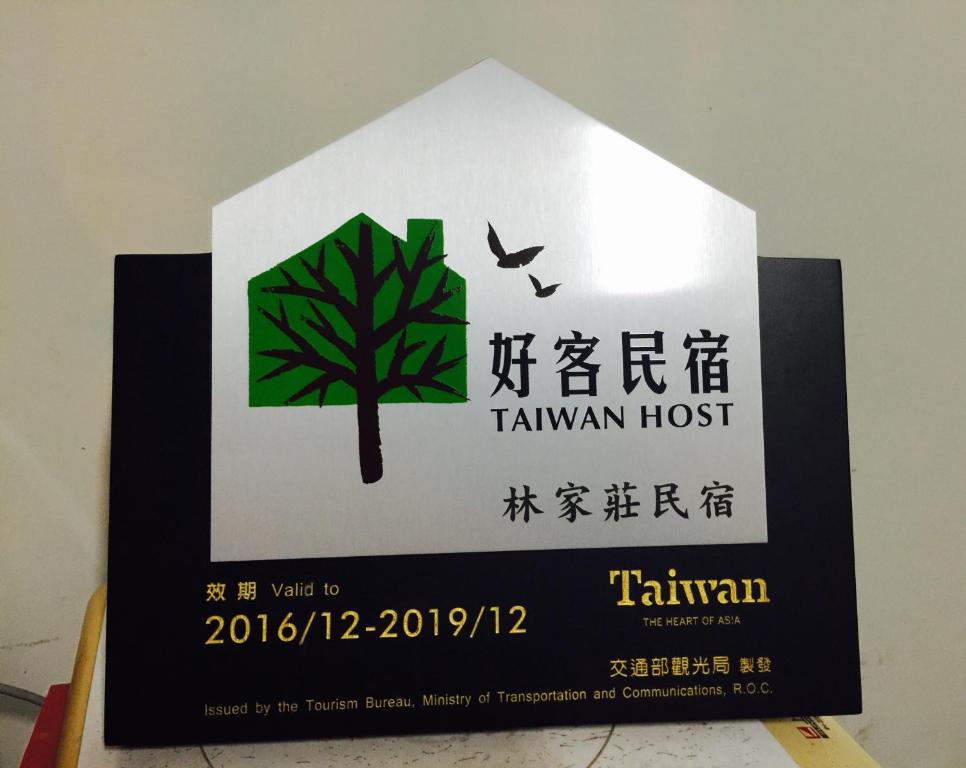 好客民宿
TAIWAN HOST
林家莊民宿
效期 Valid to
2016/12-2019/12
Taiwan
THE HEART OF ASIA
交通部觀光局 製發
Issued by the Tourism Bureau, Ministry of Transportation and Communications, R.O.C.